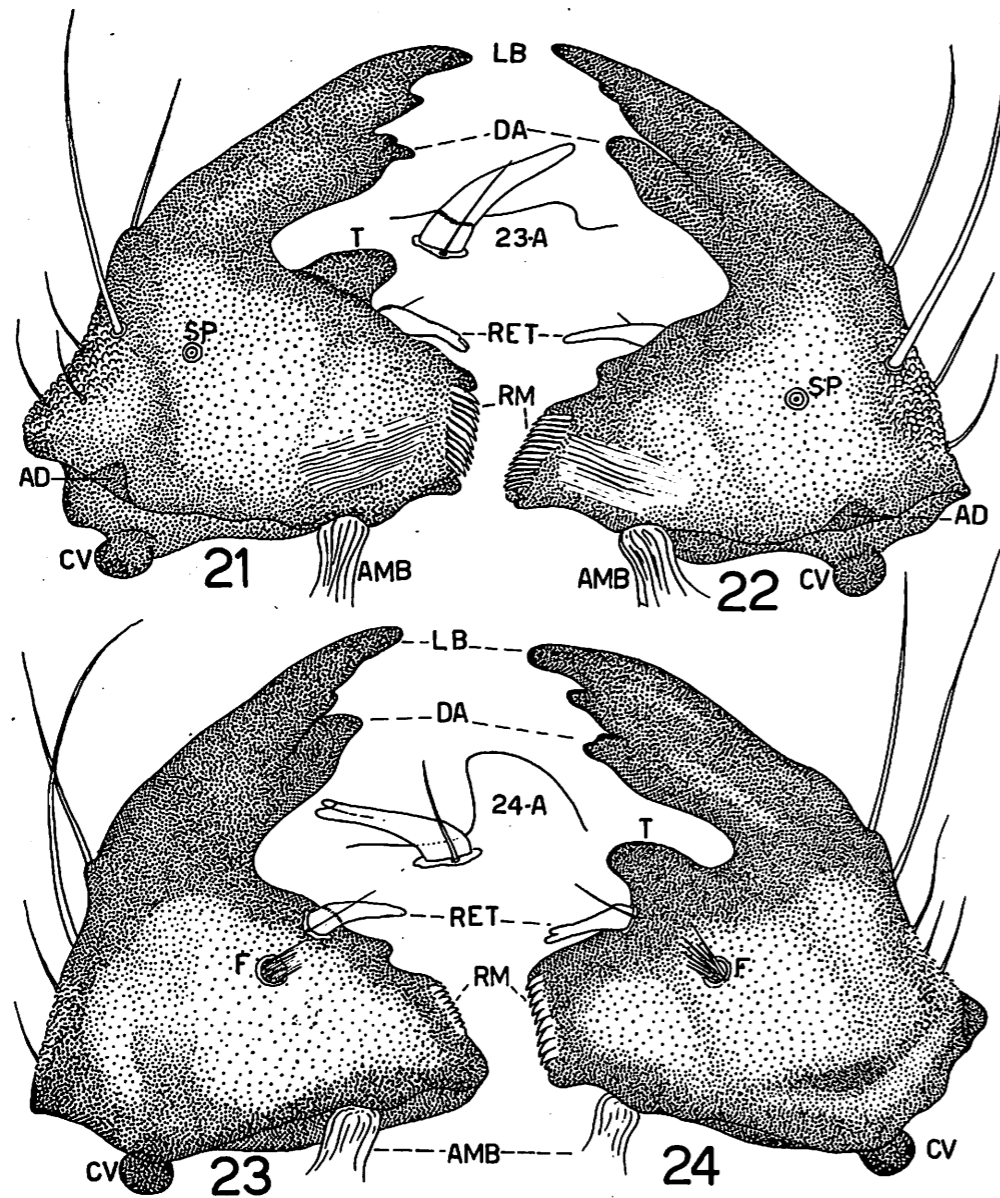 LB
DA
23-A
T
SP
RET
SP
RM
AD
AD
CV
21
AMB
AMB
22
CV
LB
DA
24-A
T
RET
F
F
RM
CV
23
AMB
24
CV